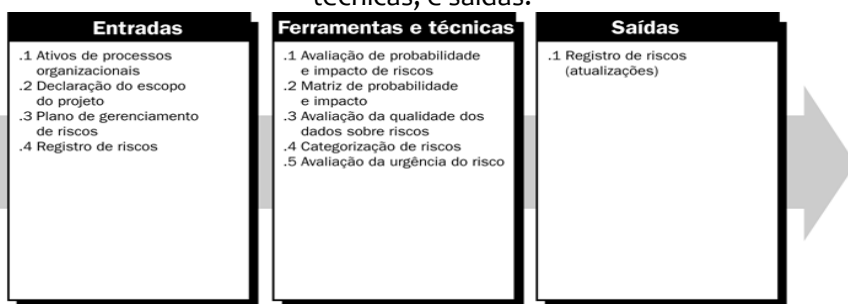 técnicas, e saídas.
Entradas
.1 Ativos de processos
organizacionais
.2 Declaração do escopo
do projeto
.3 Plano de gerenciamento
de riscos
.4 Registro de riscos
Ferramentas e técnicas
.1 Avaliação de probabilidade
e impacto de riscos
.2 Matriz de probabilidade
e impacto
.3 Avaliação da qualidade dos
dados sobre riscos
.4 Categorização de riscos
.5 Avaliação da urgência do risco
Saídas
.1 Registro de riscos
(atualizações)